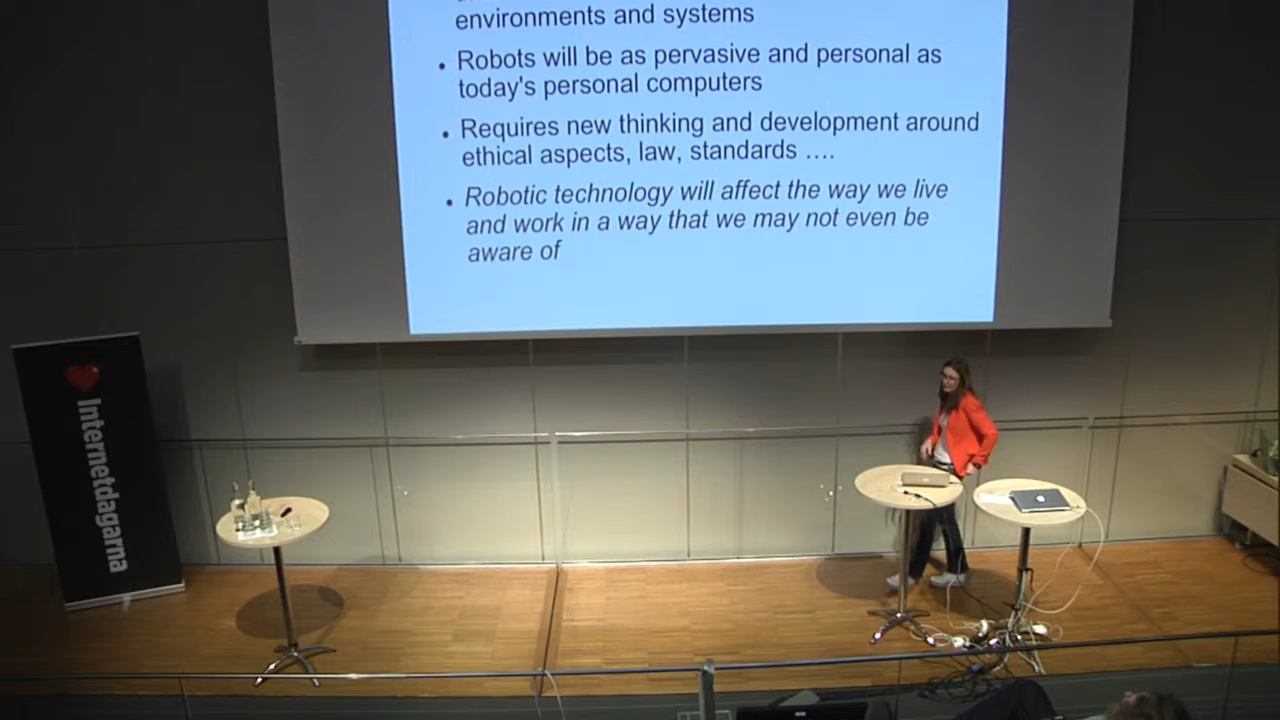 environments and systems
• Robots will be as pervasive and personal as
today's personal computers
• Requires new thinking and development around
ethical aspects, law, standards ....
• Robotic technology will affect the way we live
and work in a way that we may not even be
aware of
Internetdagarna